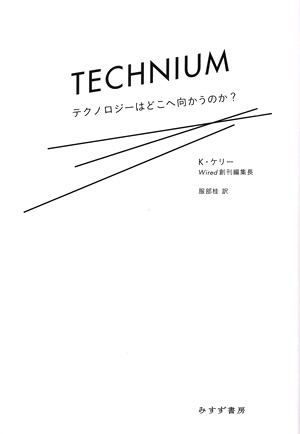 TECHNIUM
テクノロジーはどこへ向かうのか?
K・ケリー
Wired 創刊編集長
服部桂 訳
みすず書房